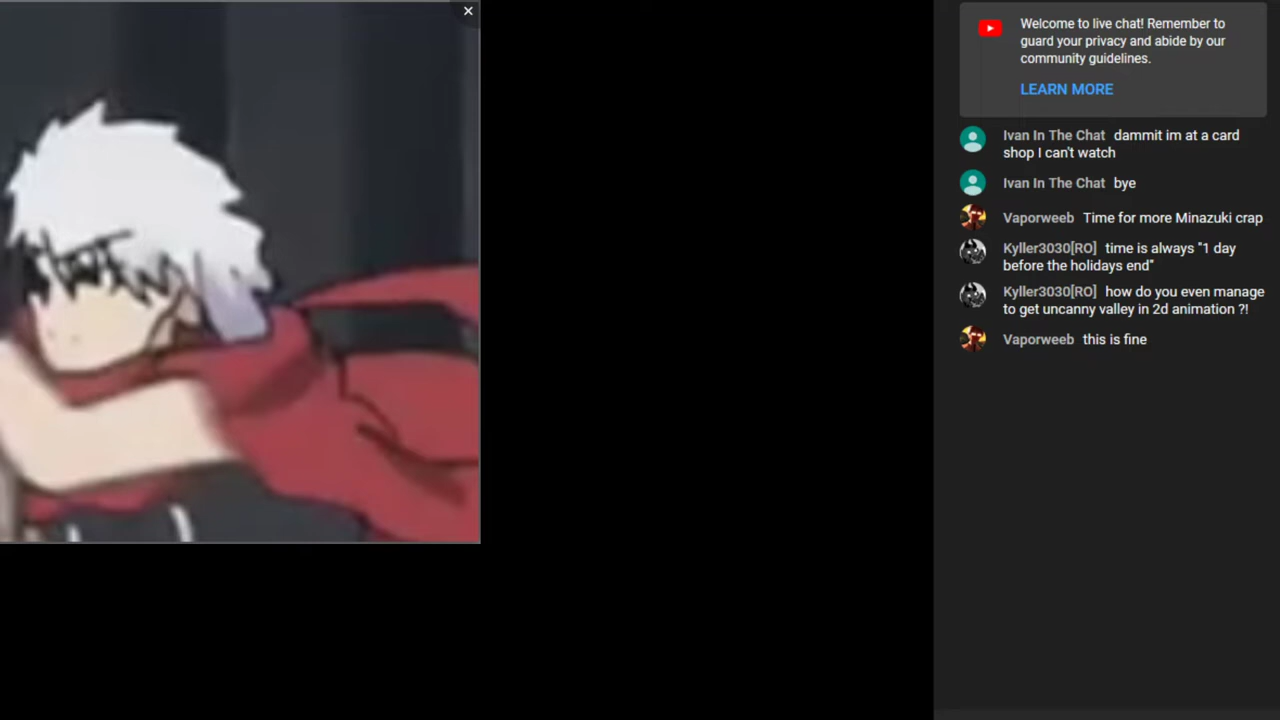 Welcome to live chat! Remember to
guard your privacy and abide by our
community guidelines.
LEARN MORE
Ivan In The Chat dammit im at a card
shop I can't watch
Ivan In The Chat bye
Vaporweeb Time for more Minazuki crap
Kyller3030[RO] time is always "1 day
before the holidays end"
Kyller3030[RO] how do you even manage
to get uncanny valley in 2d animation ?!
Vaporweeb this is fine